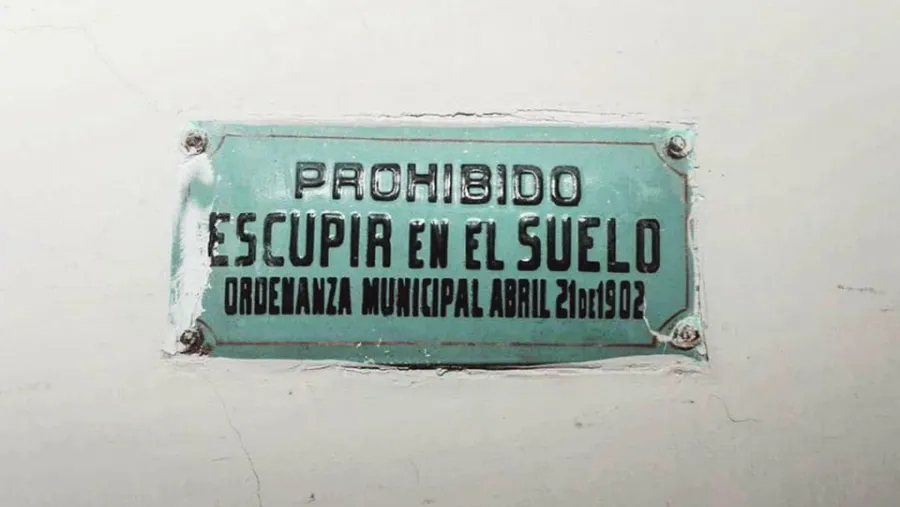 PROHIBIDO
ESCUPIR EN EL SUELO
ORDENANZA MUNICIPAL ABRIL 21 DE 1902